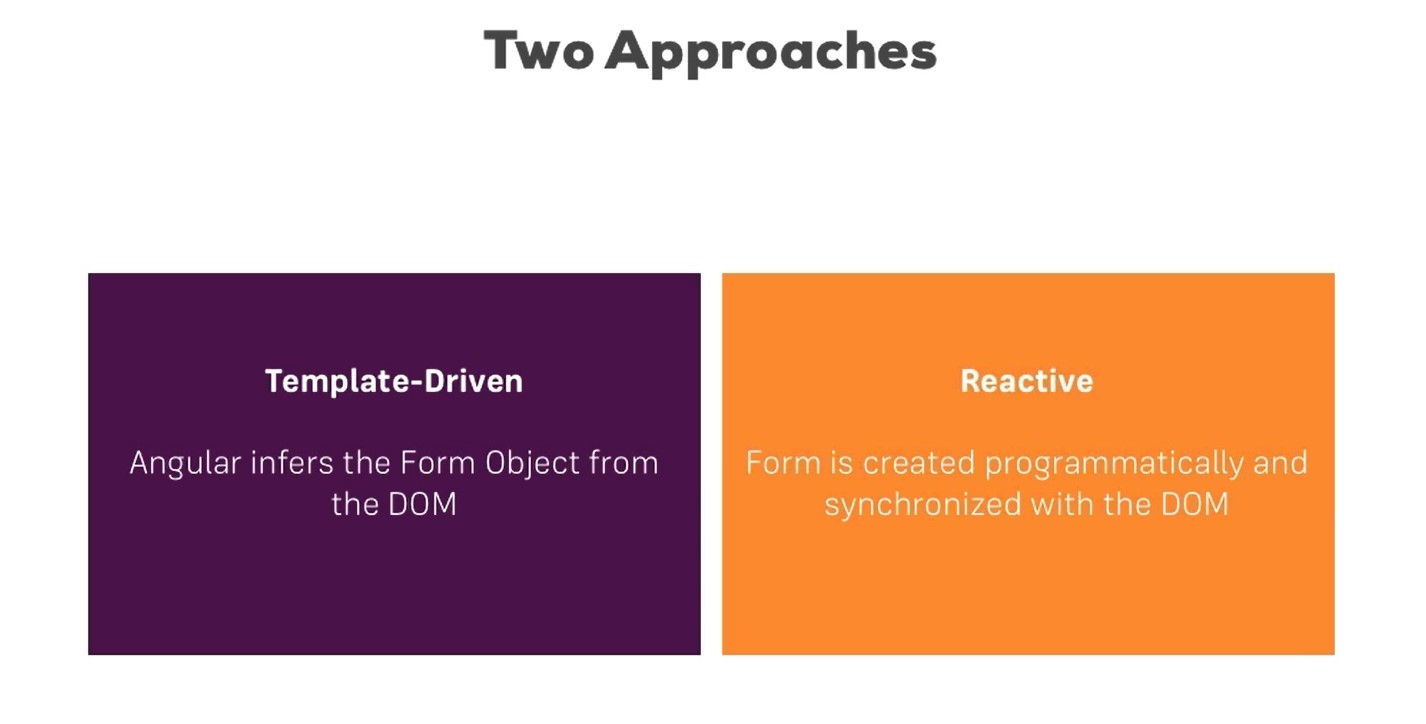 Two Approaches
Template-Driven
Angular infers the Form Object from
the DOM
Reactive
Form is created programmatically and
synchronized with the DOM